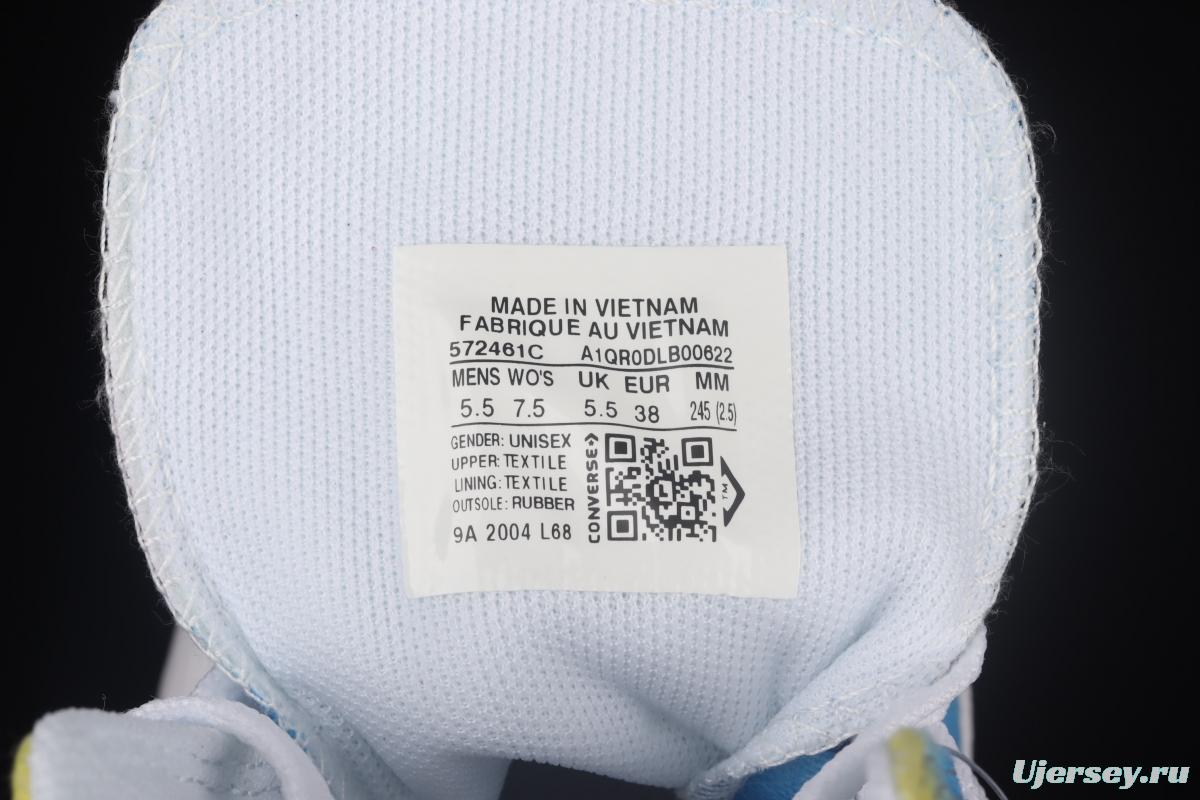 MADE IN VIETNAM
FABRIQUE AU VIETNAM
572461C A1QR0DLB00622
MENS WO'S UK EUR MM
5.5 7.5 5.5 38 245 (2.5)
GENDER: UNISEX
UPPER: TEXTILE
LINING: TEXTILE
OUTSOLE: RUBBER
9A 2004 L68
CONVERSE
TM
Ujersey.ru